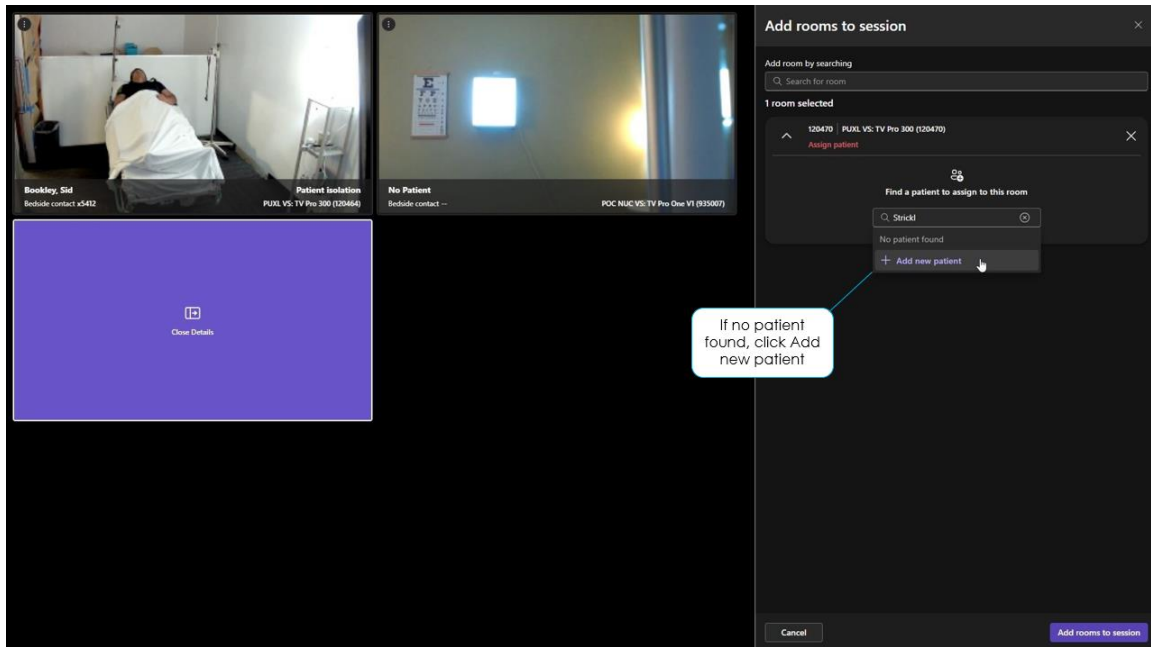 Bookley, Sid
Patient isolation
Bedside contact x5412
PUXL VS: TV Pro 300 (120464)
No Patient
Bedside contact --
POC NUC VS: TV Pro One V1 (935007)
Close Details
Add rooms to session
Add room by searching
Search for room
1 room selected
120470 | PUXL VS: TV Pro 300 (120470)
Assign patient
Find a patient to assign to this room
Strickl
No patient found
+ Add new patient
If no patient
found, click Add
new patient
Cancel
Add rooms to session